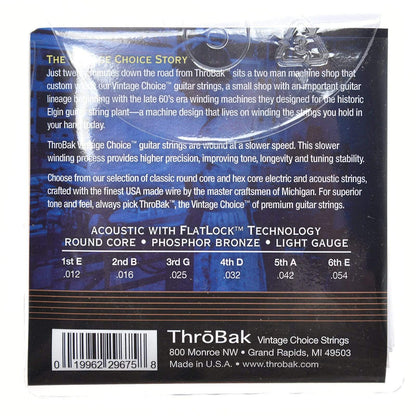 THE VINTAGE CHOICE STORY
Just twenty minutes down the road from ThroBak™ sits a two man machine shop that
custom winds our Vintage Choice™ guitar strings, a small shop with an important guitar
lineage beginning with the late 60's era winding machines they designed for the historic
Elgin guitar string plant—a machine design that lives on winding the strings you hold in
your hand today.
ThroBak Vintage Choice™ guitar strings are wound at a slower speed. This slower
winding process provides higher precision, improving tone, longevity and tuning stability.
Choose from our selection of classic round core and hex core electric and acoustic strings,
crafted with the finest USA made wire by the master craftsmen of Michigan. For superior
tone and feel, always pick ThroBak™, the Vintage Choice™ of premium guitar strings.
ACOUSTIC WITH FLATLOCK™ TECHNOLOGY
ROUND CORE • PHOSPHOR BRONZE • LIGHT GAUGE
1st E 2nd B 3rd G 4th D 5th A 6th E
.012 .016 .025 .032 .042 .054
ThrōBak Vintage Choice Strings
800 Monroe NW • Grand Rapids, MI 49503
Made in U.S.A. • www.throbak.com
0 19962 29675 8